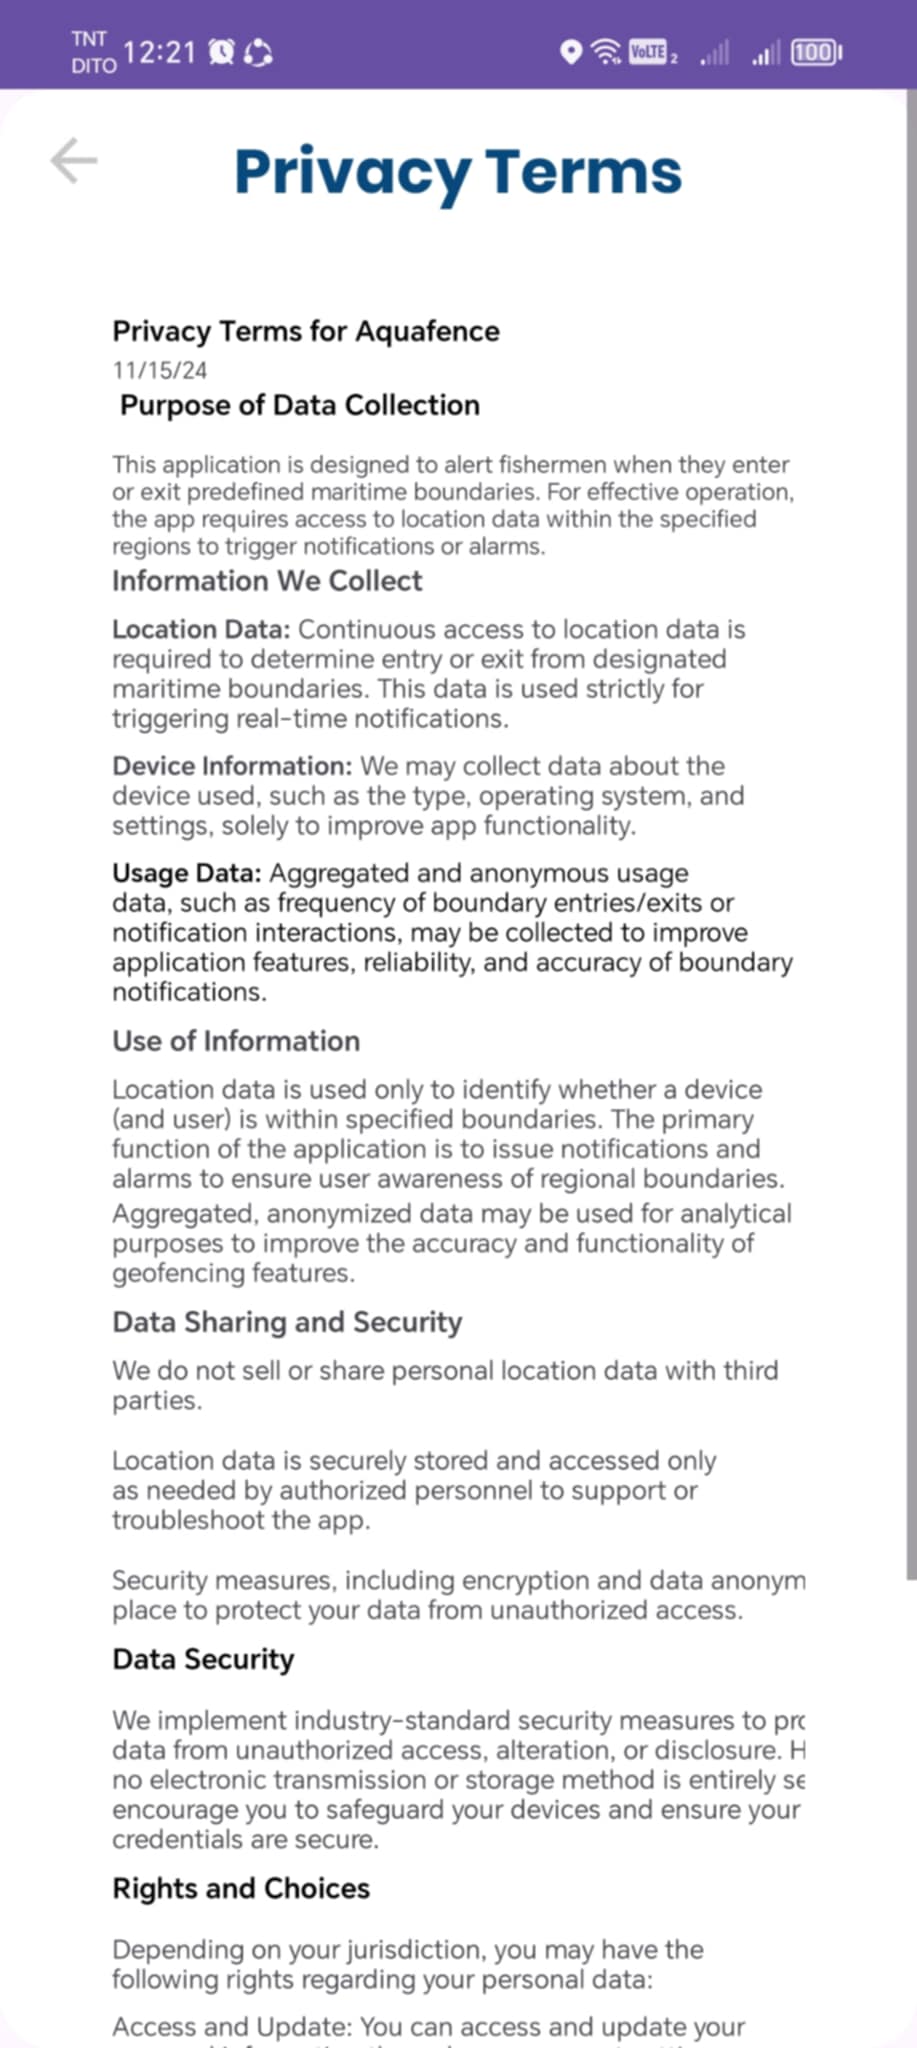 TNT
DITO
12:21
VoLTE 2
100
Privacy Terms
Privacy Terms for Aquafence
11/15/24
Purpose of Data Collection
This application is designed to alert fishermen when they enter
or exit predefined maritime boundaries. For effective operation,
the app requires access to location data within the specified
regions to trigger notifications or alarms.
Information We Collect
Location Data: Continuous access to location data is
required to determine entry or exit from designated
maritime boundaries. This data is used strictly for
triggering real-time notifications.
Device Information: We may collect data about the
device used, such as the type, operating system, and
settings, solely to improve app functionality.
Usage Data: Aggregated and anonymous usage
data, such as frequency of boundary entries/exits or
notification interactions, may be collected to improve
application features, reliability, and accuracy of boundary
notifications.
Use of Information
Location data is used only to identify whether a device
(and user) is within specified boundaries. The primary
function of the application is to issue notifications and
alarms to ensure user awareness of regional boundaries.
Aggregated, anonymized data may be used for analytical
purposes to improve the accuracy and functionality of
geofencing features.
Data Sharing and Security
We do not sell or share personal location data with third
parties.
Location data is securely stored and accessed only
as needed by authorized personnel to support or
troubleshoot the app.
Security measures, including encryption and data anonym
place to protect your data from unauthorized access.
Data Security
We implement industry-standard security measures to pro
data from unauthorized access, alteration, or disclosure. H
no electronic transmission or storage method is entirely se
encourage you to safeguard your devices and ensure your
credentials are secure.
Rights and Choices
Depending on your jurisdiction, you may have the
following rights regarding your personal data:
Access and Update: You can access and update your